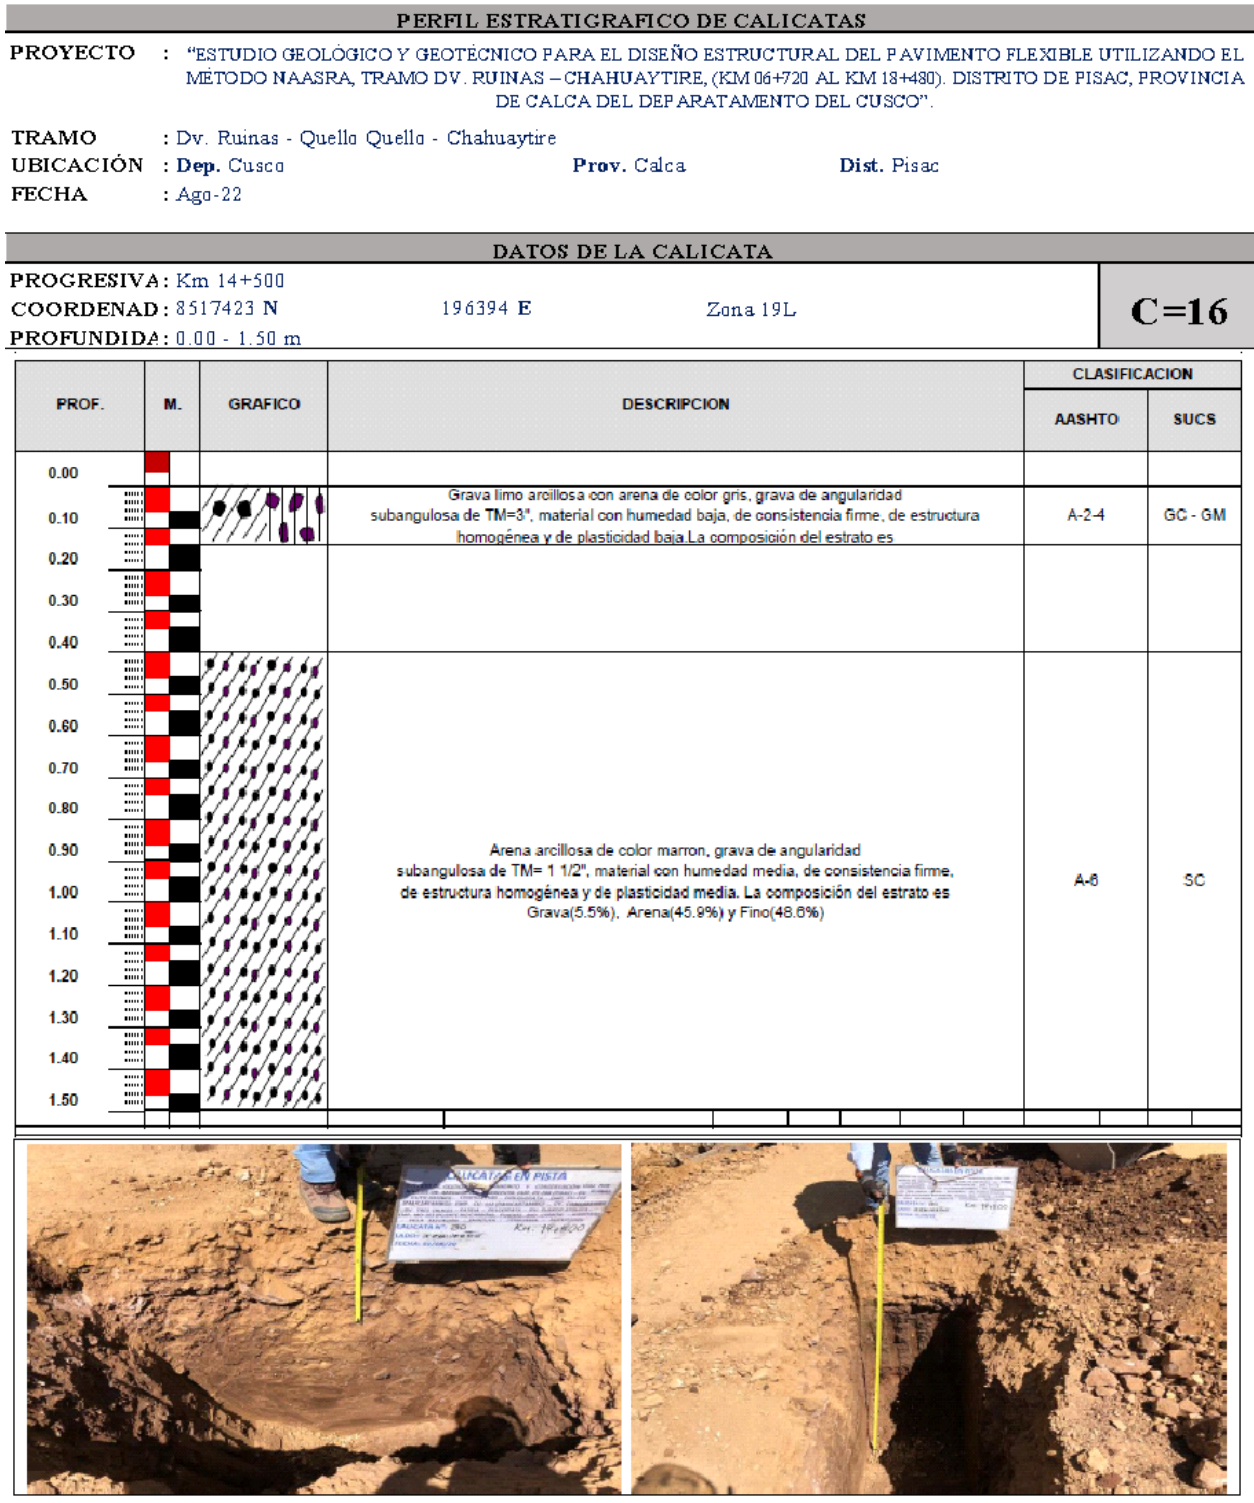 PERFIL ESTRATIGRAFICO DE CALICATAS
PROYECTO : "ESTUDIO GEOLÓGICO Y GEOTÉCNICO PARA EL DISEÑO ESTRUCTURAL DEL PAVIMENTO FLEXIBLE UTILIZANDO EL
MÉTODO NAASRA, TRAMO DV. RUINAS – CHAHUAYTIRE, (KM 06+720 AL KM 18+480). DISTRITO DE PISAC, PROVINCIA
DE CALCA DEL DEPARATAMENTO DEL CUSCO".
TRAMO : Dv. Ruinas - Quello Quello - Chahuaytire
UBICACIÓN : Dep. Cusco Prov. Calca Dist. Pisac
FECHA : Ago-22
DATOS DE LA CALICATA
PROGRESIVA: Km 14+500
COORDENAD: 8517423 N 196394 E Zona 19L
PROFUNDIDA: 0.00 - 1.50 m
C=16
PROF. M. GRAFICO DESCRIPCION CLASIFICACION
AASHTO SUCS
0.00
Grava limo arcillosa con arena de color gris, grava de angularidad
0.10 subangulosa de TM=3", material con humedad baja, de consistencia firme, de estructura A-2-4 GC - GM
homogénea y de plasticidad baja.La composición del estrato es
0.20
0.30
0.40
0.50
0.60
0.70
0.80
0.90 Arena arcillosa de color marron, grava de angularidad
subangulosa de TM= 1 1/2", material con humedad media, de consistencia firme, A-6 SC
1.00 de estructura homogénea y de plasticidad media. La composición del estrato es
Grava(5.5%), Arena(45.9%) y Fino(48.6%)
1.10
1.20
1.30
1.40
1.50
CALICATAS EN PISTA
CALICATAS EN PISTA